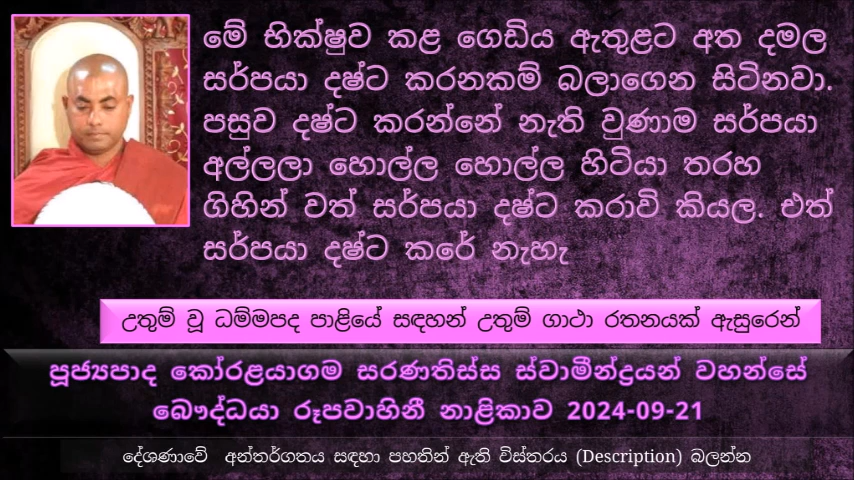 මේ භික්ෂුව කළ ගෙඩිය ඇතුළට අත දමල
සර්පයා දෂ්ට කරනකම් බලාගෙන සිටිනවා.
පසුව දෂ්ට කරන්නේ නැති වුණාම සර්පයා
අල්ලලා හොල්ල හොල්ල හිටියා තරහ
ගිහින් වත් සර්පයා දෂ්ට කරාවි කියල. එත්
සර්පයා දෂ්ට කරේ නැහැ
උතුම් වූ ධම්මපද පාළියේ සඳහන් උතුම් ගාථා රතනයක් ඇසුරෙන්
පූජ්‍යපාද කෝරළයාගම සරණතිස්ස ස්වාමීන්ද්‍රයන් වහන්සේ
බෞද්ධයා රූපවාහිනී නාළිකාව 2024-09-21
දේශණාවේ අන්තර්ගතය සඳහා පහතින් ඇති විස්තරය (Description) බලන්න